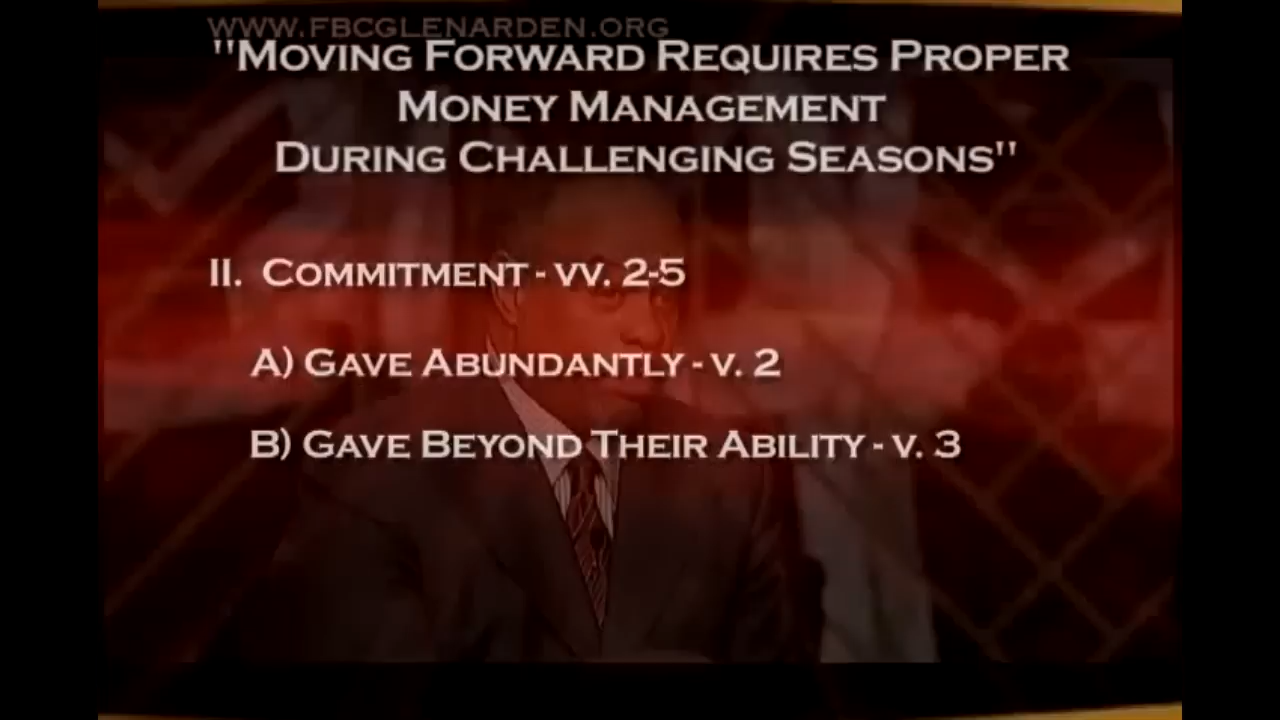 WWW.FBCGLENARDEN.ORG
"MOVING FORWARD REQUIRES PROPER
MONEY MANAGEMENT
DURING CHALLENGING SEASONS"
II. COMMITMENT - VV. 2-5
A) GAVE ABUNDANTLY - V. 2
B) GAVE BEYOND THEIR ABILITY - V. 3